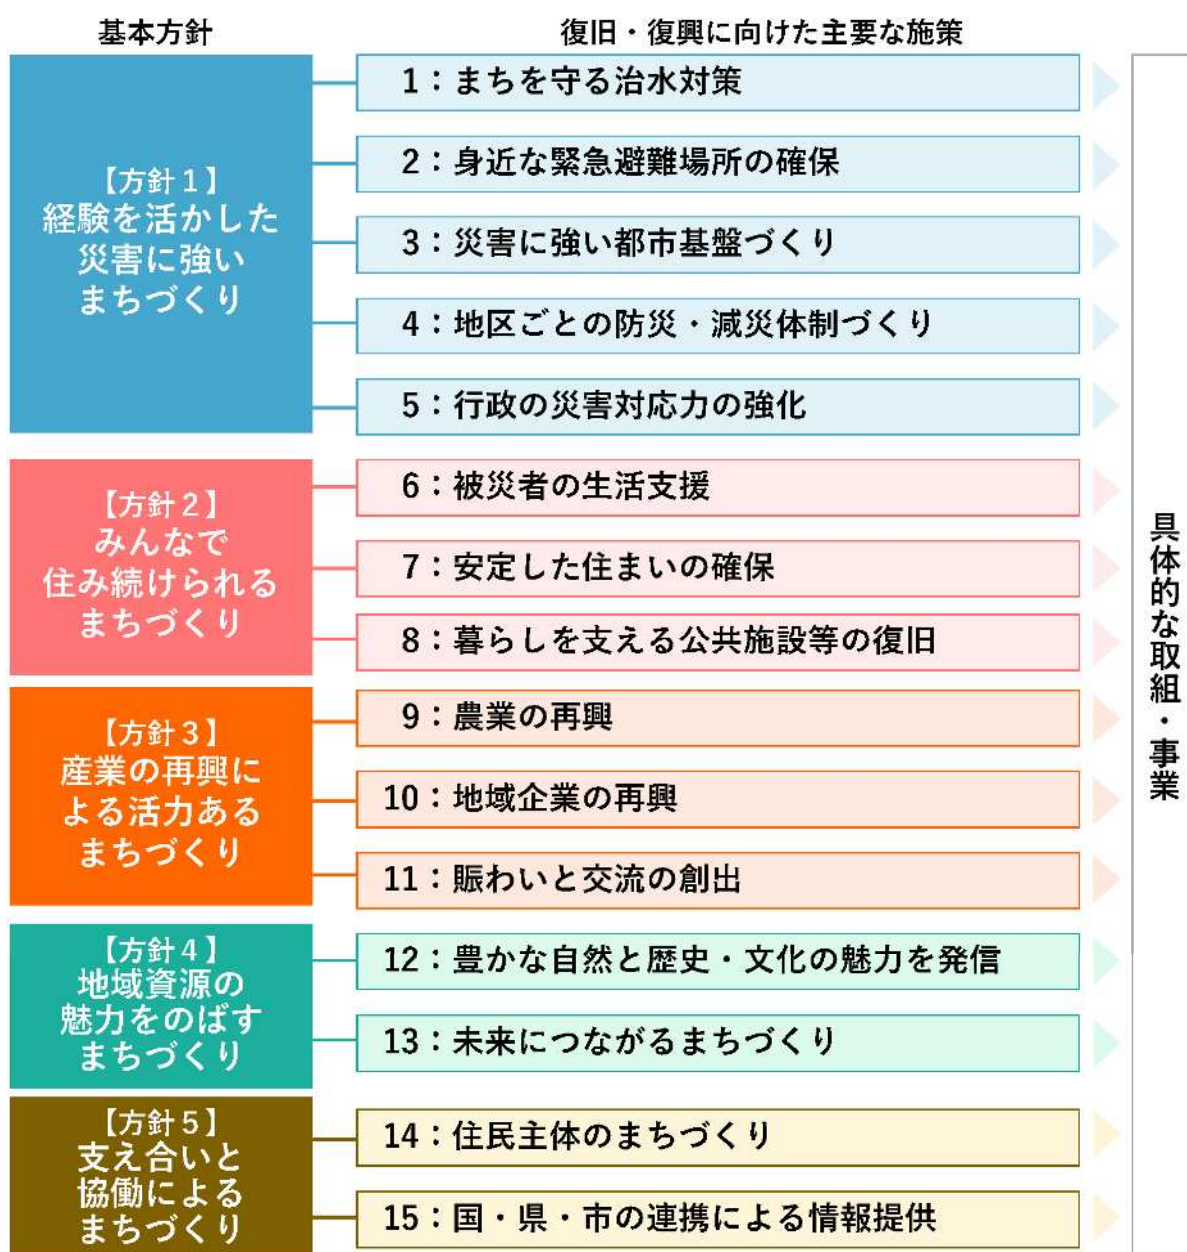 基本方針
復旧・復興に向けた主要な施策
【方針１】
経験を活かした
災害に強い
まちづくり
1：まちを守る治水対策
2：身近な緊急避難場所の確保
3：災害に強い都市基盤づくり
4：地区ごとの防災・減災体制づくり
5：行政の災害対応力の強化
【方針２】
みんなで
住み続けられる
まちづくり
6：被災者の生活支援
7：安定した住まいの確保
8：暮らしを支える公共施設等の復旧
【方針３】
産業の再興に
よる活力ある
まちづくり
9：農業の再興
10：地域企業の再興
11：賑わいと交流の創出
【方針４】
地域資源の
魅力をのばす
まちづくり
12：豊かな自然と歴史・文化の魅力を発信
13：未来につながるまちづくり
【方針５】
支え合いと
協働による
まちづくり
14：住民主体のまちづくり
15：国・県・市の連携による情報提供
具体的な取組・事業